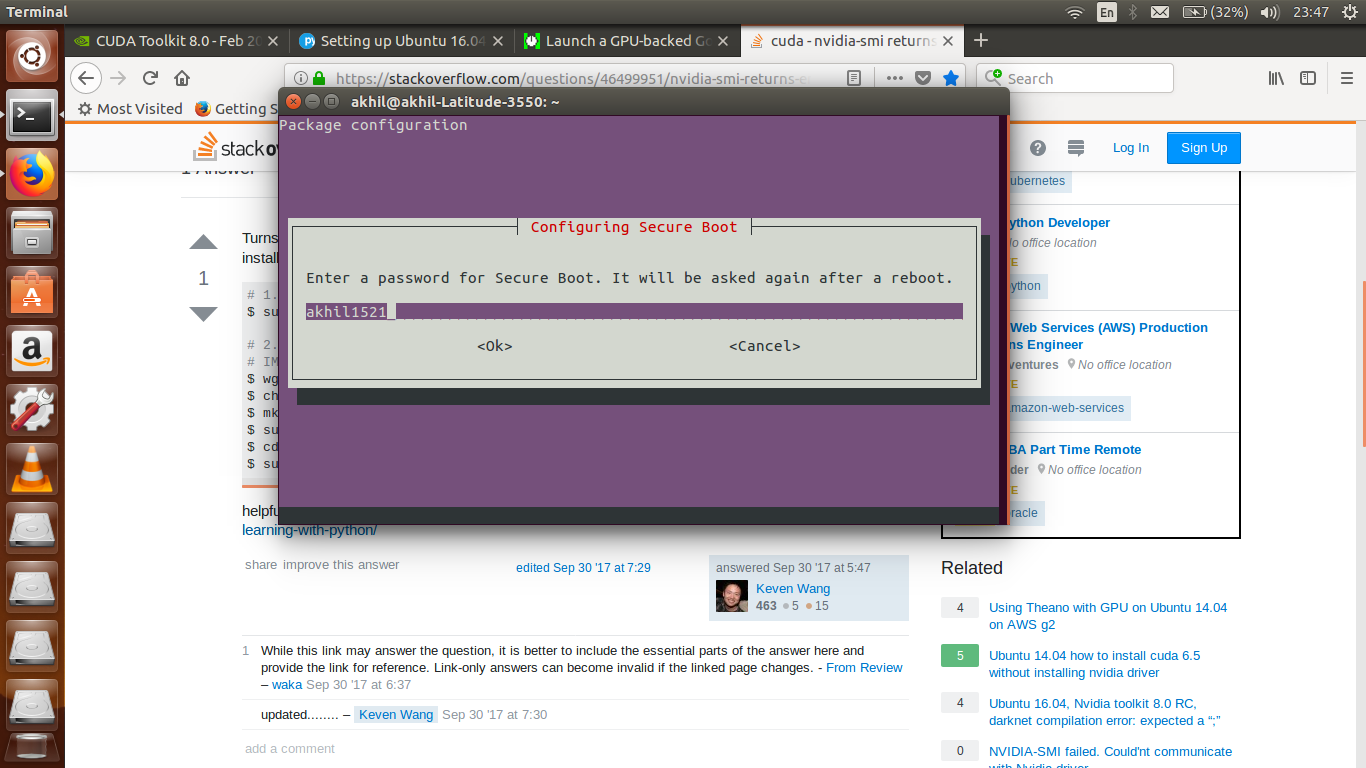 Terminal
En
(32%)
23:47
CUDA Toolkit 8.0 - Feb 20
Setting up Ubuntu 16.04
Launch a GPU-backed Go
cuda - nvidia-smi returns
https://stackoverflow.com/questions/46499951/nvidia-smi-returns-e
Search
Most Visited
Getting S
akhil@akhil-Latitude-3550: ~
Package configuration
Configuring Secure Boot
Enter a password for Secure Boot. It will be asked again after a reboot.
akhil1521_
<Ok>
<Cancel>
stack
Log In
Sign Up
1 Answer
1
Turns
install
# 1.
$ su
# 2.
# IM
$ wg
$ ch
$ mk
$ su
$ cd
$ su
helpfu
learning-with-python/
share improve this answer
edited Sep 30 '17 at 7:29
answered Sep 30 '17 at 5:47
Keven Wang
463 5 15
1 While this link may answer the question, it is better to include the essential parts of the answer here and
provide the link for reference. Link-only answers can become invalid if the linked page changes. - From Review
– waka Sep 30 '17 at 6:37
updated........ – Keven Wang Sep 30 '17 at 7:30
add a comment
ubernetes
ython Developer
No office location
E
ython
Web Services (AWS) Production
ns Engineer
ventures No office location
TE
mazon-web-services
BA Part Time Remote
der No office location
TE
racle
Related
4 Using Theano with GPU on Ubuntu 14.04
on AWS g2
5 Ubuntu 14.04 how to install cuda 6.5
without installing nvidia driver
4 Ubuntu 16.04, Nvidia toolkit 8.0 RC,
darknet compilation error: expected a “;”
0 NVIDIA-SMI failed. Could'nt communicate
with Nvidia driver